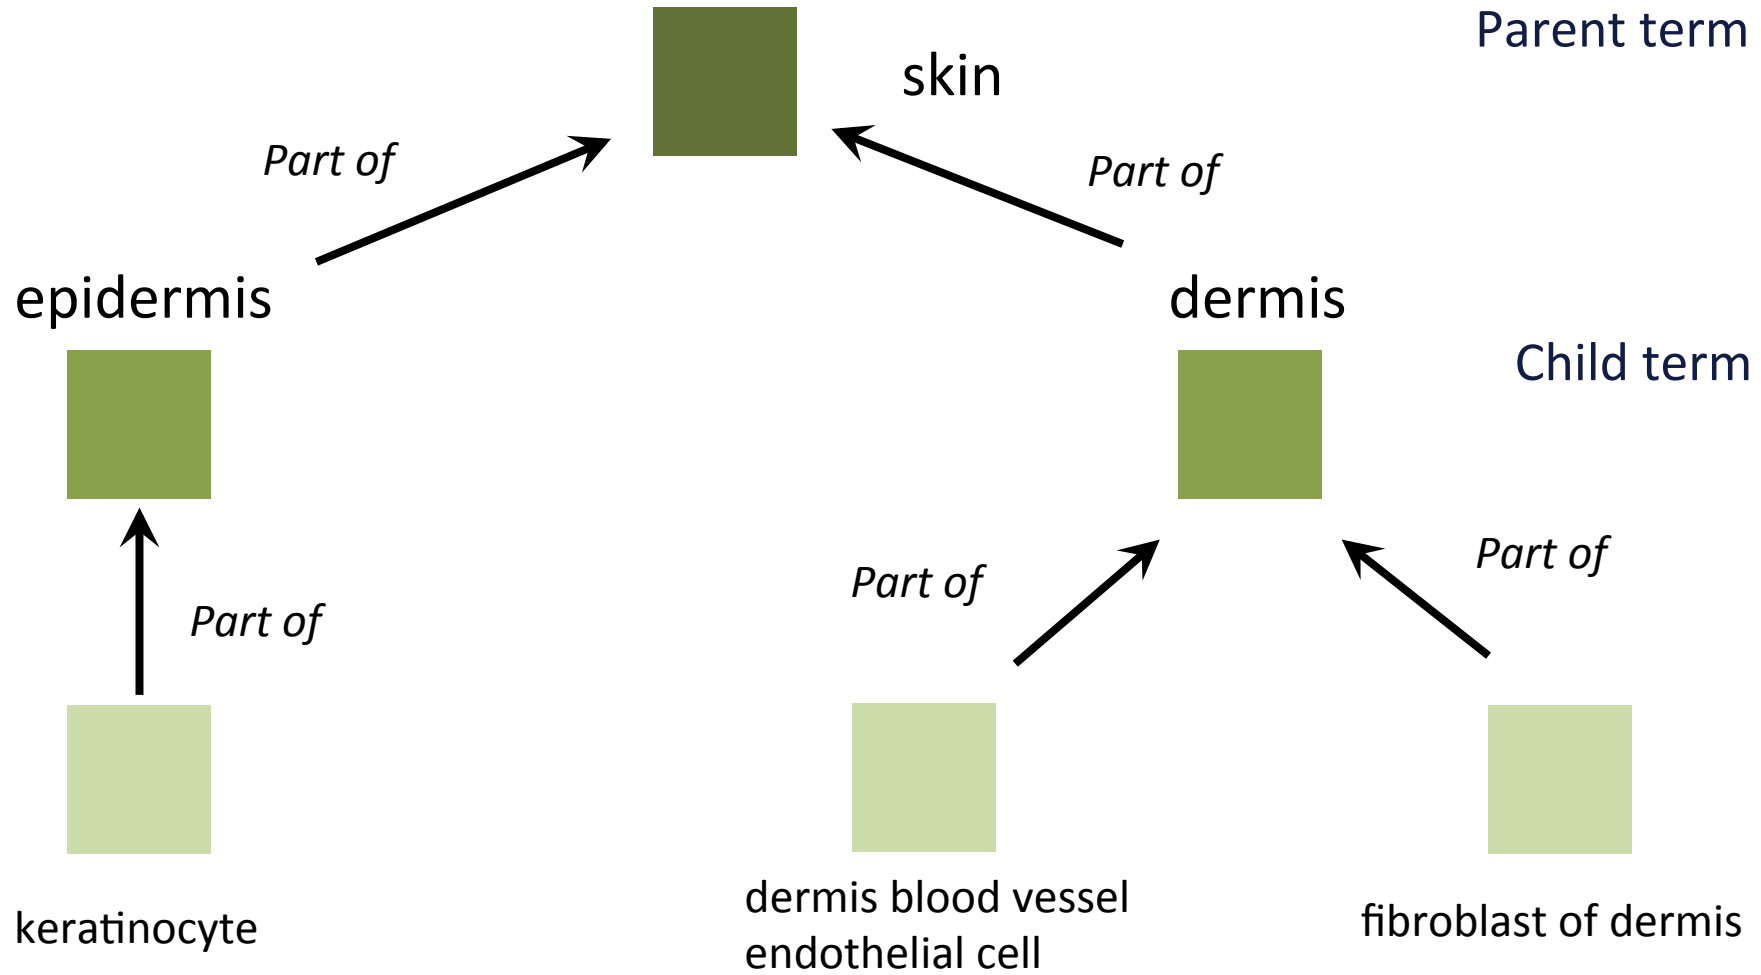 Parent term
skin
Part of
Part of
epidermis
dermis
Child term
Part of
Part of
Part of
keratinocyte
dermis blood vessel
endothelial cell
fibroblast of dermis